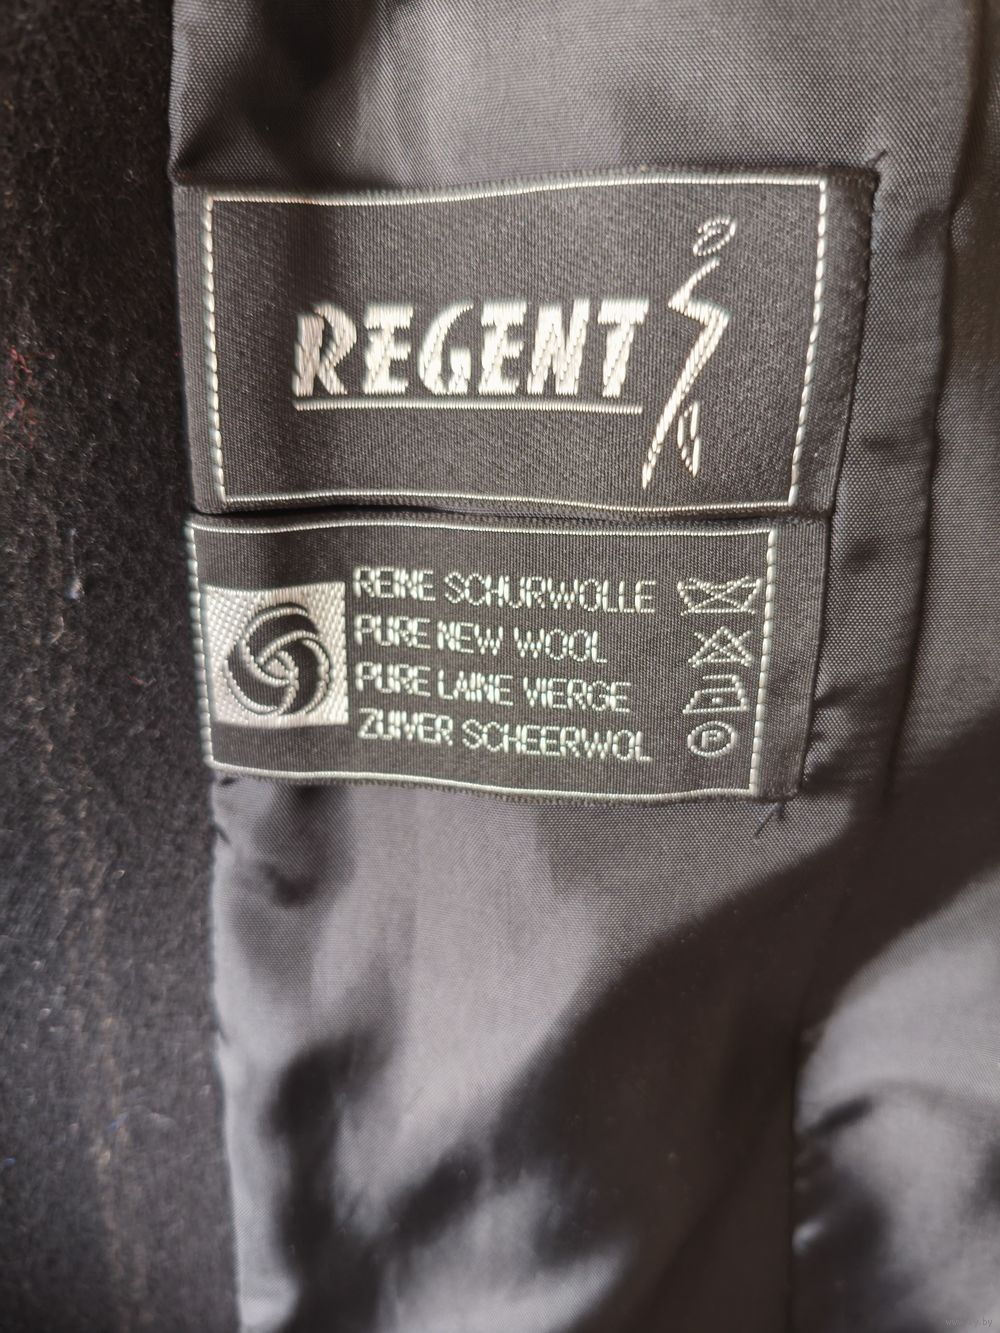 REGENT
REINE SCHURWOLLE
PURE NEW WOOL
PURE LAINE VIERGE
ZUIVER SCHEERWOL
P